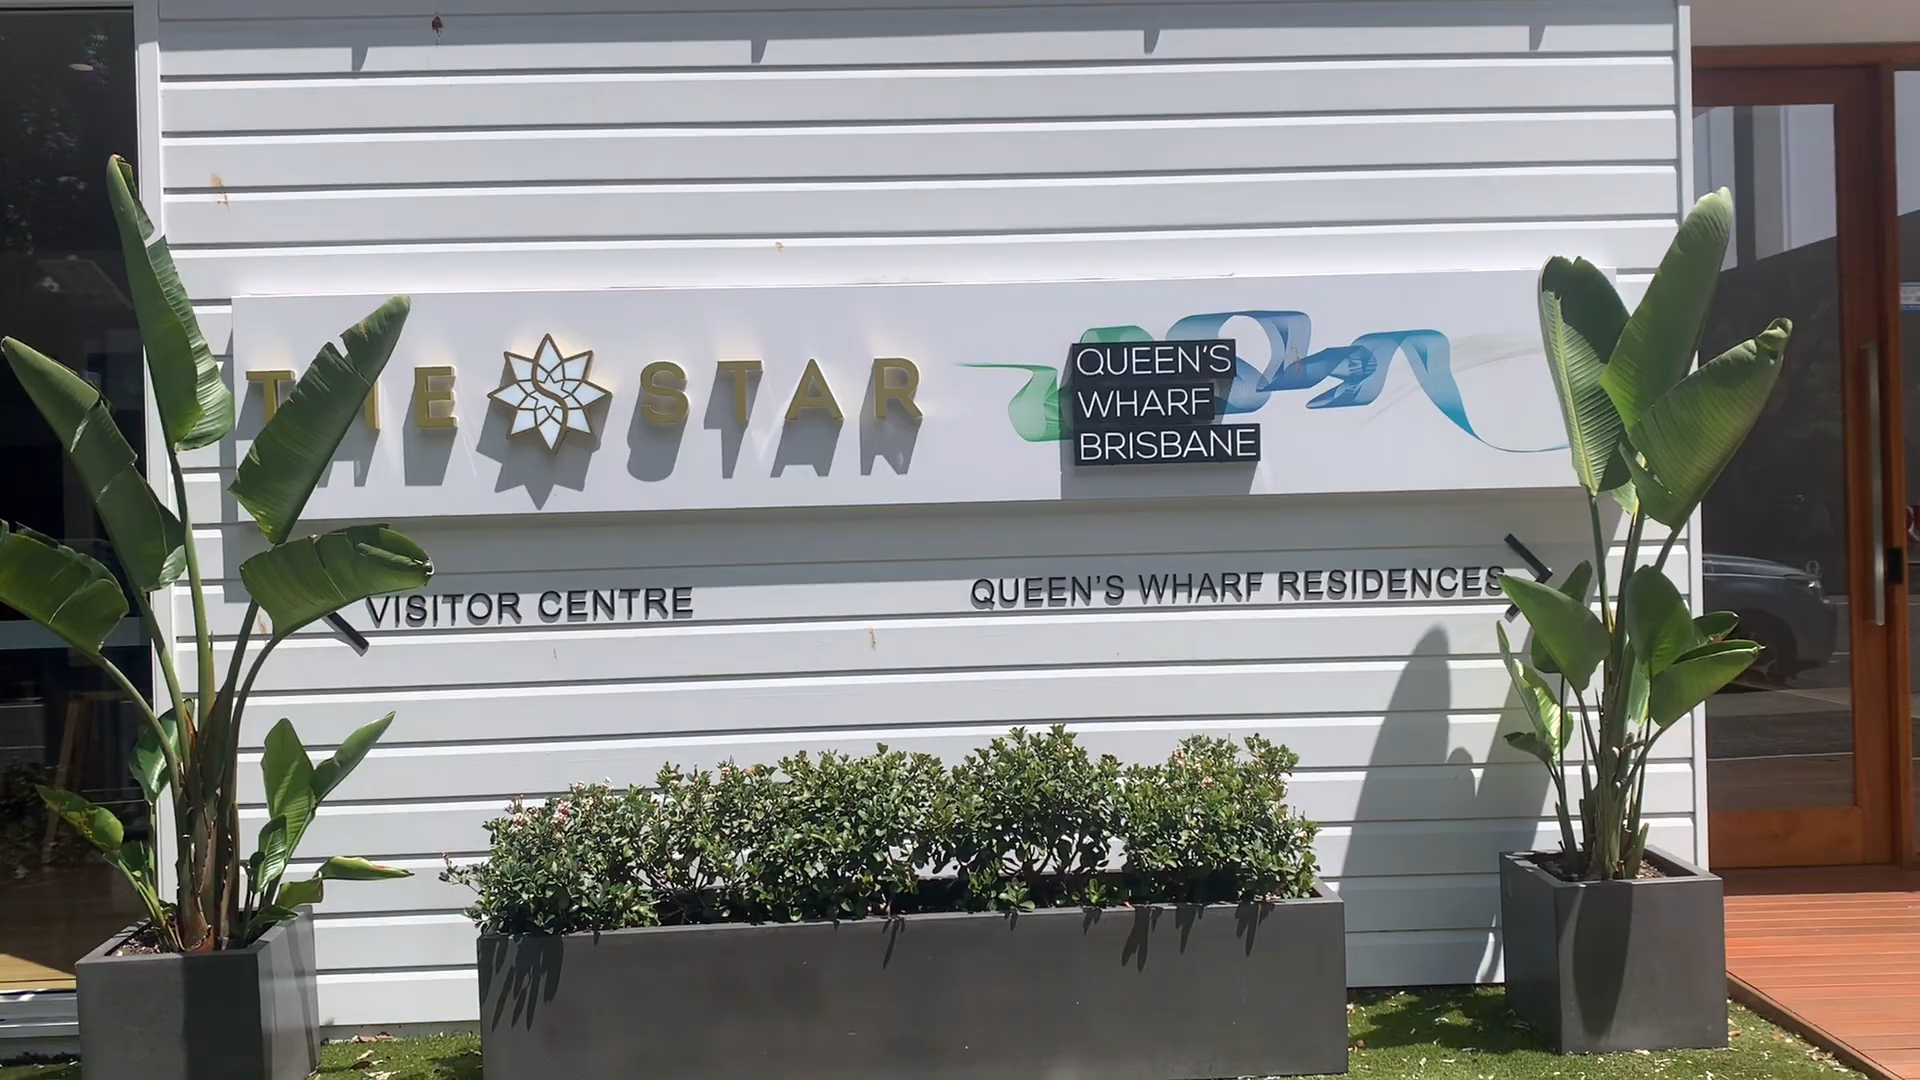 THE STAR
QUEEN'S
WHARF
BRISBANE
VISITOR CENTRE
QUEEN'S WHARF RESIDENCES